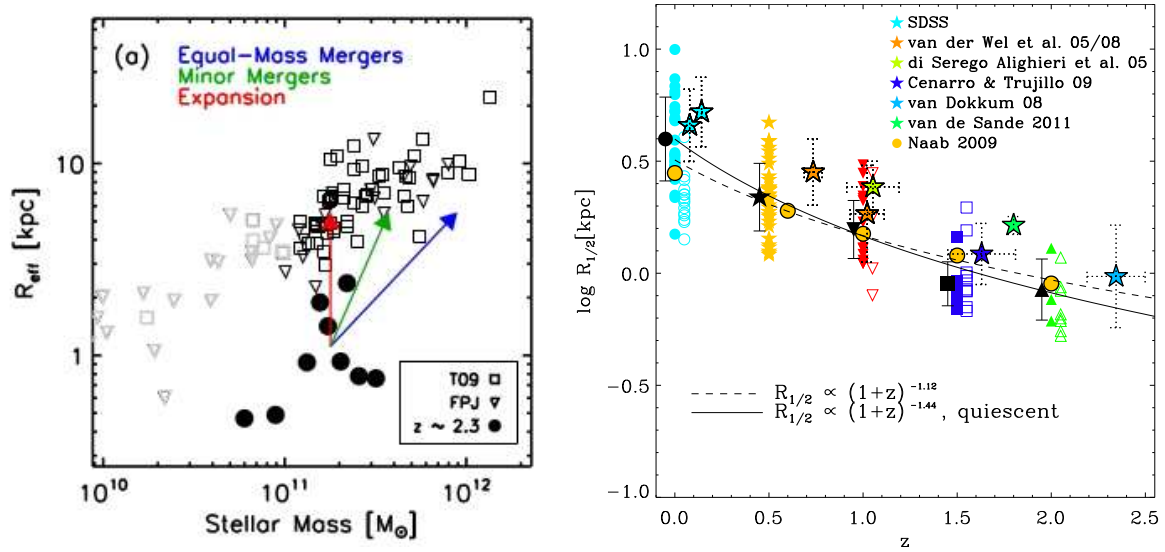 (a)
Equal-Mass Mergers
Minor Mergers
Expansion
10
1
R_eff [kpc]
T09
FPJ
z ~ 2.3
10^10
10^11
10^12
Stellar Mass [M_⊙]
SDSS
van der Wel et al. 05/08
di Serego Alighieri et al. 05
Cenarro & Trujillo 09
van Dokkum 08
van de Sande 2011
Naab 2009
1.0
0.5
0.0
-0.5
-1.0
log R_1/2 [kpc]
R_1/2 ∝ (1+z)^-1.12
R_1/2 ∝ (1+z)^-1.44, quiescent
0.0
0.5
1.0
1.5
2.0
2.5
z